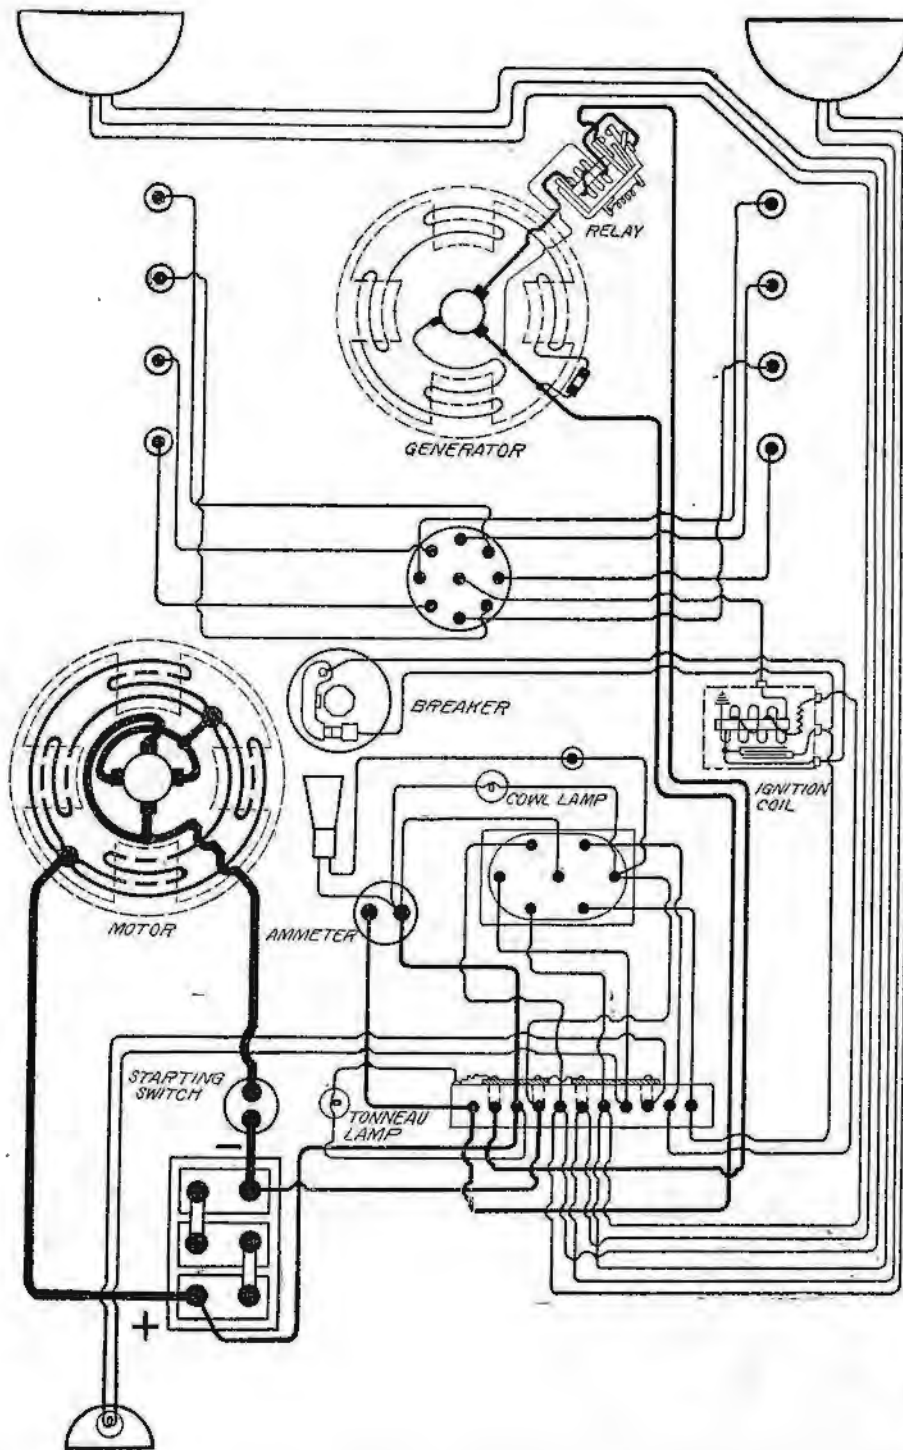 RELAY
GENERATOR
BREAKER
IGNITION
COIL
COWL LAMP
MOTOR
AMMETER
STARTING
SWITCH
TONNEAU
LAMP
-
+